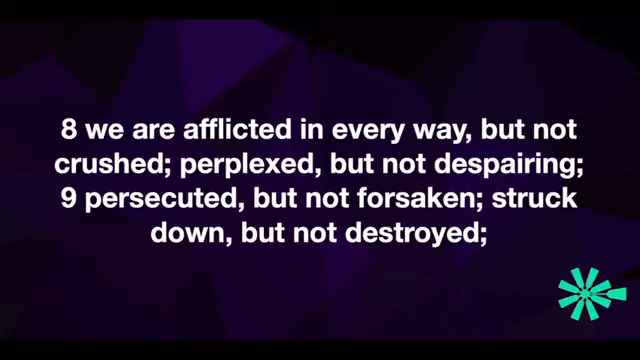 8 we are afflicted in every way, but not
crushed; perplexed, but not despairing;
9 persecuted, but not forsaken; struck
down, but not destroyed;